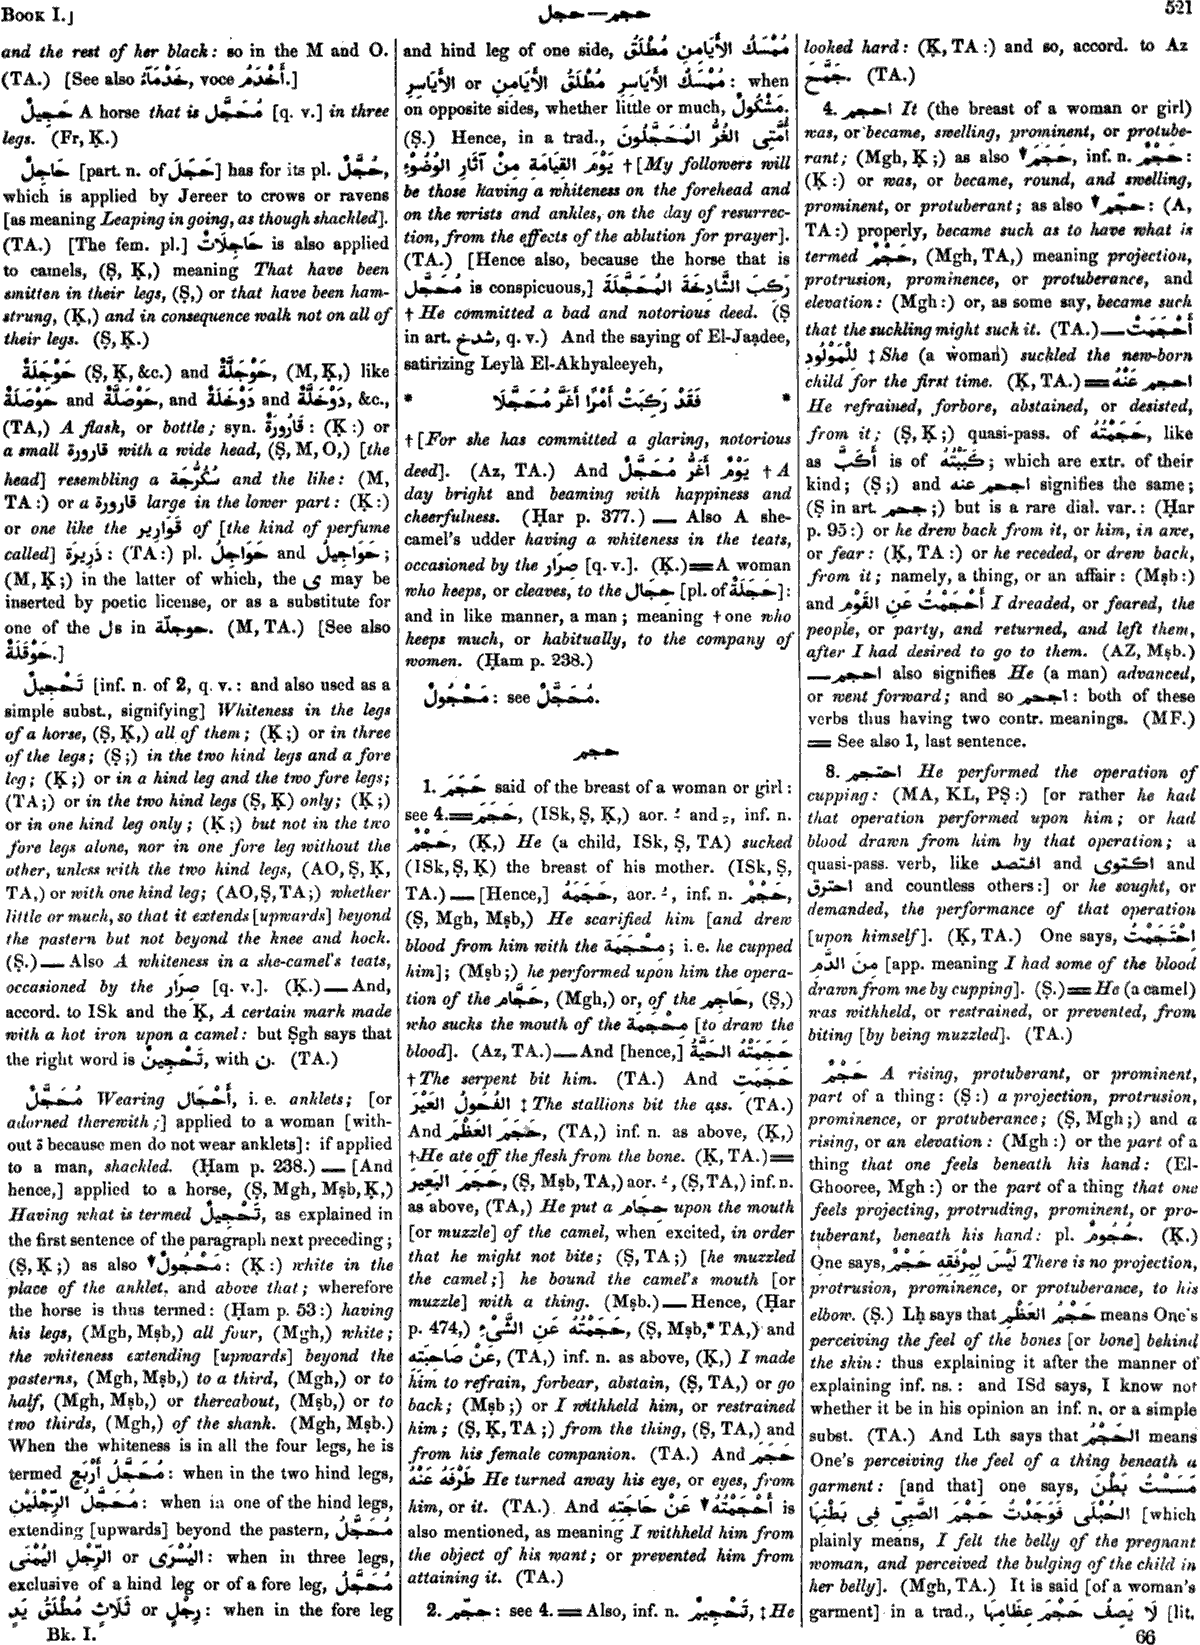 BOOK I.]
حجل—حجم
521
and the rest of her black: so in the M and O.
(TA.) [See also خَدْمَآءُ, voce أَخْدَمُ.]
حَجِيلٌ A horse that is مُحَجَّل [q. v.] in three
legs. (Fr, Ḳ.)
حَاجِلٌ [part. n. of حَجَلَ] has for its pl. حُجَّلٌ,
which is applied by Jereer to crows or ravens
[as meaning Leaping in going, as though shackled].
(TA.) [The fem. pl.] حَاجِلَاتٌ is also applied
to camels, (Ṣ, Ḳ,) meaning That have been
smitten in their legs, (Ṣ,) or that have been ham-
strung, (Ḳ,) and in consequence walk not on all of
their legs. (Ṣ, Ḳ.)
حَوْجَلَةٌ (Ṣ, Ḳ, &c.) and حَوْجَلَّةٌ, (M, Ḳ,) like
حَوْصَلَةٌ and حَوْصَلَّةٌ, and دَوْخَلَةٌ and دَوْخَلَّةٌ, &c.,
(TA,) A flask, or bottle; syn. قَارُورَةٌ: (Ḳ:) or
a small قارورة with a wide head, (Ṣ, M, O,) [the
head] resembling a سُكُرُّجَة and the like: (M,
TA:) or a قارورة large in the lower part: (Ḳ:)
or one like the قَوَارِير of [the kind of perfume
called] ذَرِيرَة: (TA:) pl. حَوَاجِلُ and حَوَاجِيلُ;
(M, Ḳ;) in the latter of which, the ى may be
inserted by poetic license, or as a substitute for
one of the ل s in حوجلّة. (M, TA.) [See also
حَوْقَلَةٌ.]
تَحْجِيلٌ [inf. n. of 2, q. v.: and also used as a
simple subst., signifying] Whiteness in the legs
of a horse, (Ṣ, Ḳ,) all of them; (Ḳ;) or in three
of the legs; (Ṣ;) in the two hind legs and a fore
leg; (Ḳ;) or in a hind leg and the two fore legs;
(TA;) or in the two hind legs (Ṣ, Ḳ) only; (Ḳ;)
or in one hind leg only; (Ḳ;) but not in the two
fore legs alone, nor in one fore leg without the
other, unless with the two hind legs, (AO, Ṣ, Ḳ,
TA,) or with one hind leg; (AO, Ṣ, TA;) whether
little or much, so that it extends [upwards] beyond
the pastern but not beyond the knee and hock.
(Ṣ.) — Also A whiteness in a she-camel's teats,
occasioned by the صِرَار [q. v.]. (Ḳ.) — And,
accord. to ISk and the Ḳ, A certain mark made
with a hot iron upon a camel: but Ṣgh says that
the right word is تَحْجِينٌ, with ن. (TA.)
مُحَجَّلٌ Wearing أَحْجَال, i. e. anklets; [or
adorned therewith;] applied to a woman [with-
out ة because men do not wear anklets]: if applied
to a man, shackled. (Ḥam p. 238.) — [And
hence,] applied to a horse, (Ṣ, Mgh, Mṣb, Ḳ,)
Having what is termed تَحْجِيلٌ, as explained in
the first sentence of the paragraph next preceding;
(Ṣ, Ḳ;) as also ▼ مَحْجُولٌ: (Ḳ:) white in the
place of the anklet, and above that; wherefore
the horse is thus termed: (Ḥam p. 53:) having
his legs, (Mgh, Mṣb,) all four, (Mgh,) white;
the whiteness extending [upwards] beyond the
pasterns, (Mgh, Mṣb,) to a third, (Mgh,) or to
half, (Mgh, Mṣb,) or thereabout, (Mṣb,) or to
two thirds, (Mgh,) of the shank. (Mgh, Mṣb.)
When the whiteness is in all the four legs, he is
termed مُحَجَّلُ أَرْبَعٍ: when in the two hind legs,
مُحَجَّلُ الرِّجْلَيْنِ: when in one of the hind legs,
extending [upwards] beyond the pastern, مُحَجَّلُ
الرِّجْلِ اليُمْنَى or اليُسْرَى: when in three legs,
exclusive of a hind leg or of a fore leg, مُحَجَّلُ
ثَلَاثٍ مُطْلَقُ يَدٍ or رِجْلٍ: when in the fore leg
Bk. I.
and hind leg of one side, مُمْسَكُ الأَيَامِنِ مُطْلَقُ
الأَيَاسِرِ or مُمْسَكُ الأَيَاسِرِ مُطْلَقُ الأَيَامِنِ: when
on opposite sides, whether little or much, مَشْكُولٌ.
(Ṣ.) Hence, in a trad., أُمَّتِى الغُرُّ المُحَجَّلُونَ
يَوْمَ القِيَامَةِ مِنْ آثَارِ الوُضُوْءِ † [My followers will
be those having a whiteness on the forehead and
on the wrists and ankles, on the day of resurrec-
tion, from the effects of the ablution for prayer].
(TA.) [Hence also, because the horse that is
مُحَجَّل is conspicuous,] رَكِبَ الشَّادِخَةَ المُحَجَّلَةَ
† He committed a bad and notorious deed. (Ṣ
in art. شدخ, q. v.) And the saying of El-Jaạdee,
satirizing Leylà El-Akhyaleeyeh,
* فَقَدْ رَكِبَتْ أَمْرًا أَغَرَّ مُحَجَّلَا *
† [For she has committed a glaring, notorious
deed]. (Az, TA.) And يَوْمٌ أَغَرُّ مُحَجَّلٌ † A
day bright and beaming with happiness and
cheerfulness. (Ḥar p. 377.) — Also A she-
camel's udder having a whiteness in the teats,
occasioned by the صِرَار [q. v.]. (Ḳ.) = A woman
who keeps, or cleaves, to the حِجَال [pl. of حَجَلَةٌ]:
and in like manner, a man; meaning † one who
keeps much, or habitually, to the company of
women. (Ḥam p. 238.)
مَحْجُولٌ: see مُحَجَّلٌ.
حجم
1. حَجَمَ said of the breast of a woman or girl:
see 4. = حَجَمَ, (ISk, Ṣ, Ḳ,) aor. ـُ and ـِ, inf. n.
حَجْمٌ, (Ḳ,) He (a child, ISk, Ṣ, TA) sucked
(ISk, Ṣ, Ḳ) the breast of his mother. (ISk, Ṣ,
TA.) — [Hence,] حَجَمَهُ, aor. ـُ, inf. n. حَجْمٌ,
(Ṣ, Mgh, Mṣb,) He scarified him [and drew
blood from him with the مِحْجَمَة; i. e. he cupped
him]; (Mṣb;) he performed upon him the opera-
tion of the حَجَّام, (Mgh,) or, of the حَاجِم, (Ṣ,)
who sucks the mouth of the مِحْجَمَة [to draw the
blood]. (Az, TA.) — And [hence,] حَجَمَتْهُ الحَيَّةُ
† The serpent bit him. (TA.) And حَجَمَتِ
الفُحُولُ العَيْرَ ‡ The stallions bit the ass. (TA.)
And حَجَمَ العَظْمَ, (TA,) inf. n. as above, (Ḳ,)
† He ate off the flesh from the bone. (Ḳ, TA.) =
حَجَمَ البَعِيرَ, (Ṣ, Mṣb, TA,) aor. ـُ, (Ṣ, TA,) inf. n.
as above, (TA,) He put a حِجَام upon the mouth
[or muzzle] of the camel, when excited, in order
that he might not bite; (Ṣ, TA;) [he muzzled
the camel;] he bound the camel's mouth [or
muzzle] with a thing. (Mṣb.) — Hence, (Ḥar
p. 474,) حَجَمْتُهُ عَنِ الشَّىْءِ, (Ṣ, Mṣb,* TA,) and
عَنْ صَاحِبَتِهِ, (TA,) inf. n. as above, (Ḳ,) I made
him to refrain, forbear, abstain, (Ṣ, TA,) or go
back; (Mṣb;) or I withheld him, or restrained
him; (Ṣ, Ḳ, TA;) from the thing, (Ṣ, TA,) and
from his female companion. (TA.) And حَجَمَ
طَرْفَهُ عَنْهُ He turned away his eye, or eyes, from
him, or it. (TA.) And أَحْجَمْتُهُ ▼ عَنْ حَاجَتِهِ is
also mentioned, as meaning I withheld him from
the object of his want; or prevented him from
attaining it. (TA.)
2. حجّم: see 4. = Also, inf. n. تَحْجِيمٌ, ‡ He
looked hard: (Ḳ, TA:) and so, accord. to Az
جَمَّحَ. (TA.)
4. احجم It (the breast of a woman or girl)
was, or became, swelling, prominent, or protube-
rant; (Mgh, Ḳ;) as also ▼ حَجَمَ, inf. n. حَجْمٌ:
(Ḳ:) or was, or became, round, and swelling,
prominent, or protuberant; as also ▼ حجّم: (A,
TA:) properly, became such as to have what is
termed حَجْمٌ, (Mgh, TA,) meaning projection,
protrusion, prominence, or protuberance, and
elevation: (Mgh:) or, as some say, became such
that the suckling might suck it. (TA.) — أَحْجَمَتْ
لِلْمَوْلُودِ ‡ She (a woman) suckled the new-born
child for the first time. (Ḳ, TA.) = احجم عَنْهُ
He refrained, forbore, abstained, or desisted,
from it; (Ṣ, Ḳ;) quasi-pass. of حَجَمْتُهُ, like
as أَكَبَّ is of كَبَبْتُهُ; which are extr. of their
kind; (Ṣ;) and اجحم عنه signifies the same;
(Ṣ in art. جحم;) but is a rare dial. var.: (Ḥar
p. 95:) or he drew back from it, or him, in awe,
or fear: (Ḳ, TA:) or he receded, or drew back,
from it; namely, a thing, or an affair: (Mṣb:)
and أَحْجَمْتُ عَنِ القَوْمِ I dreaded, or feared, the
people, or party, and returned, and left them,
after I had desired to go to them. (AZ, Mṣb.)
— احجم also signifies He (a man) advanced,
or went forward; and so اجحم: both of these
verbs thus having two contr. meanings. (MF.)
= See also 1, last sentence.
8. احتجم He performed the operation of
cupping: (MA, KL, PṢ:) [or rather he had
that operation performed upon him; or had
blood drawn from him by that operation; a
quasi-pass. verb, like افتصد and اكتوى and
احترق and countless others:] or he sought, or
demanded, the performance of that operation
[upon himself]. (Ḳ, TA.) One says, اِحْتَجَمْتُ
مِنَ الدَّمِ [app. meaning I had some of the blood
drawn from me by cupping]. (Ṣ.) = He (a camel)
was withheld, or restrained, or prevented, from
biting [by being muzzled]. (TA.)
حَجْمٌ A rising, protuberant, or prominent,
part of a thing: (Ṣ:) a projection, protrusion,
prominence, or protuberance; (Ṣ, Mgh;) and a
rising, or an elevation: (Mgh:) or the part of a
thing that one feels beneath his hand: (El-
Ghooree, Mgh:) or the part of a thing that one
feels projecting, protruding, prominent, or pro-
tuberant, beneath his hand: pl. حُجُومٌ. (Ḳ.)
One says, لَيْسَ لِمِرْفَقِهِ حَجْمٌ There is no projection,
protrusion, prominence, or protuberance, to his
elbow. (Ṣ.) Lḥ says that حَجْمُ العَظْمِ means One's
perceiving the feel of the bones [or bone] behind
the skin: thus explaining it after the manner of
explaining inf. ns.: and ISd says, I know not
whether it be in his opinion an inf. n. or a simple
subst. (TA.) And Lth says that الحَجْمُ means
One's perceiving the feel of a thing beneath a
garment: [and that] one says, مَسِسْتُ بَطْنَ
الحُبْلَى فَوَجَدْتُ حَجْمَ الصَّبِىِّ فِى بَطْنِهَا [which
plainly means, I felt the belly of the pregnant
woman, and perceived the bulging of the child in
her belly]. (Mgh, TA.) It is said [of a woman's
garment] in a trad., لَا يَصِفُ حَجْمَ عِظَامِهَا [lit.
66